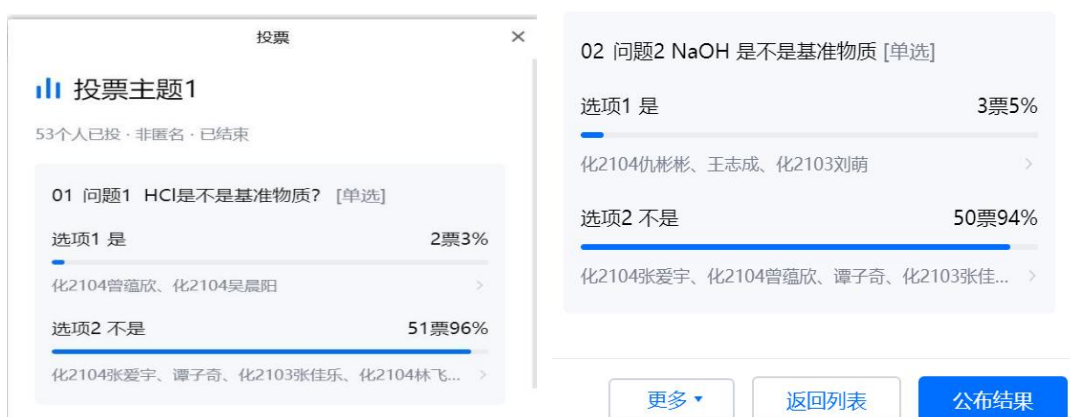 投票
投票主题1
53个人已投 · 非匿名 · 已结束
01 问题1 HCl是不是基准物质? [单选]
选项1 是 2票3%
化2104曾蕴欣、化2104吴晨阳
选项2 不是 51票96%
化2104张爱宇、谭子奇、化2103张佳乐、化2104林飞...
02 问题2 NaOH 是不是基准物质 [单选]
选项1 是 3票5%
化2104仇彬彬、王志成、化2103刘萌
选项2 不是 50票94%
化2104张爱宇、化2104曾蕴欣、谭子奇、化2103张佳...
更多 返回列表 公布结果